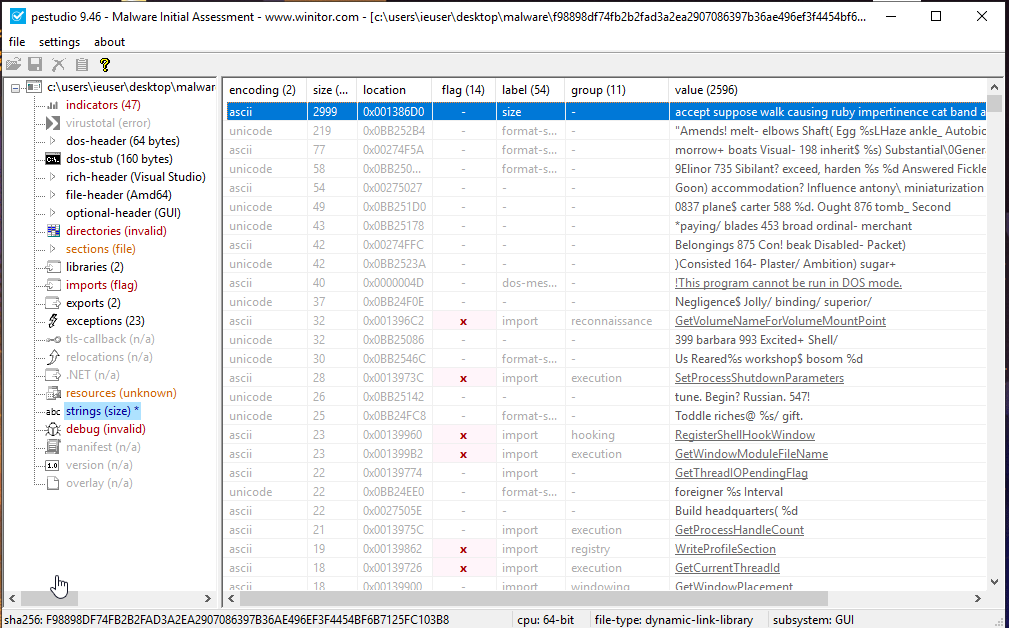 pestudio 9.46 - Malware Initial Assessment - www.winitor.com - [c:\users\ieuser\desktop\malware\f98898df74fb2b2fad3a2ea2907086397b36ae496ef3f4454bf6...
file settings about
c:\users\ieuser\desktop\malwar
indicators (47)
virustotal (error)
dos-header (64 bytes)
dos-stub (160 bytes)
rich-header (Visual Studio)
file-header (Amd64)
optional-header (GUI)
directories (invalid)
sections (file)
libraries (2)
imports (flag)
exports (2)
exceptions (23)
tls-callback (n/a)
relocations (n/a)
.NET (n/a)
resources (unknown)
abc strings (size) *
debug (invalid)
manifest (n/a)
1.0 version (n/a)
overlay (n/a)
encoding (2) size (... location flag (14) label (54) group (11) value (2596)
ascii 2999 0x001386D0 - size - accept suppose walk causing ruby impertinence cat band a
unicode 219 0x0BB252B4 - format-s... - "Amends! melt- elbows Shaft( Egg %sLHaze ankle_ Autobic
ascii 77 0x00274F5A - format-s... - morrow+ boats Visual- 198 inherit$ %s) Substantial\0Gener
unicode 58 0x0BB250... - format-s... - 9Elinor 735 Sibilant? exceed, harden %s %d Answered Fickle
ascii 54 0x00275027 - - - Goon) accommodation? Influence antony\ miniaturization
unicode 49 0x0BB251D0 - format-s... - 0837 plane$ carter 588 %d. Ought 876 tomb_ Second
unicode 43 0x0BB25178 - - - *paying/ blades 453 broad ordinal- merchant
ascii 42 0x00274FFC - - - Belongings 875 Con! beak Disabled- Packet)
unicode 42 0x0BB2523A - - - )Consisted 164- Plaster/ Ambition) sugar+
ascii 40 0x0000004D - dos-mes... - !This program cannot be run in DOS mode.
unicode 37 0x0BB24F0E - - - Negligence$ Jolly/ binding/ superior/
ascii 32 0x001396C2 x import reconnaissance GetVolumeNameForVolumeMountPoint
unicode 32 0x0BB25086 - - - 399 barbara 993 Excited+ Shell/
unicode 30 0x0BB2546C - format-s... - Us Reared%s workshop$ bosom %d
ascii 28 0x0013973C x import execution SetProcessShutdownParameters
unicode 26 0x0BB25142 - - - tune. Begin? Russian. 547!
unicode 25 0x0BB24FC8 - format-s... - Toddle riches@ %s/ gift.
ascii 23 0x00139960 x import hooking RegisterShellHookWindow
ascii 23 0x001399B2 x import execution GetWindowModuleFileName
ascii 22 0x00139774 - import - GetThreadIOPendingFlag
unicode 22 0x0BB24EE0 - format-s... - foreigner %s Interval
ascii 22 0x0027505E - - - Build headquarters( %d
ascii 21 0x0013975C - import execution GetProcessHandleCount
ascii 19 0x00139862 x import registry WriteProfileSection
ascii 18 0x00139726 x import execution GetCurrentThreadId
ascii 18 0x00139900 - import windowing GetWindowPlacement
sha256: F98898DF74FB2B2FAD3A2EA2907086397B36AE496EF3F4454BF6B7125FC103B8 cpu: 64-bit file-type: dynamic-link-library subsystem: GUI